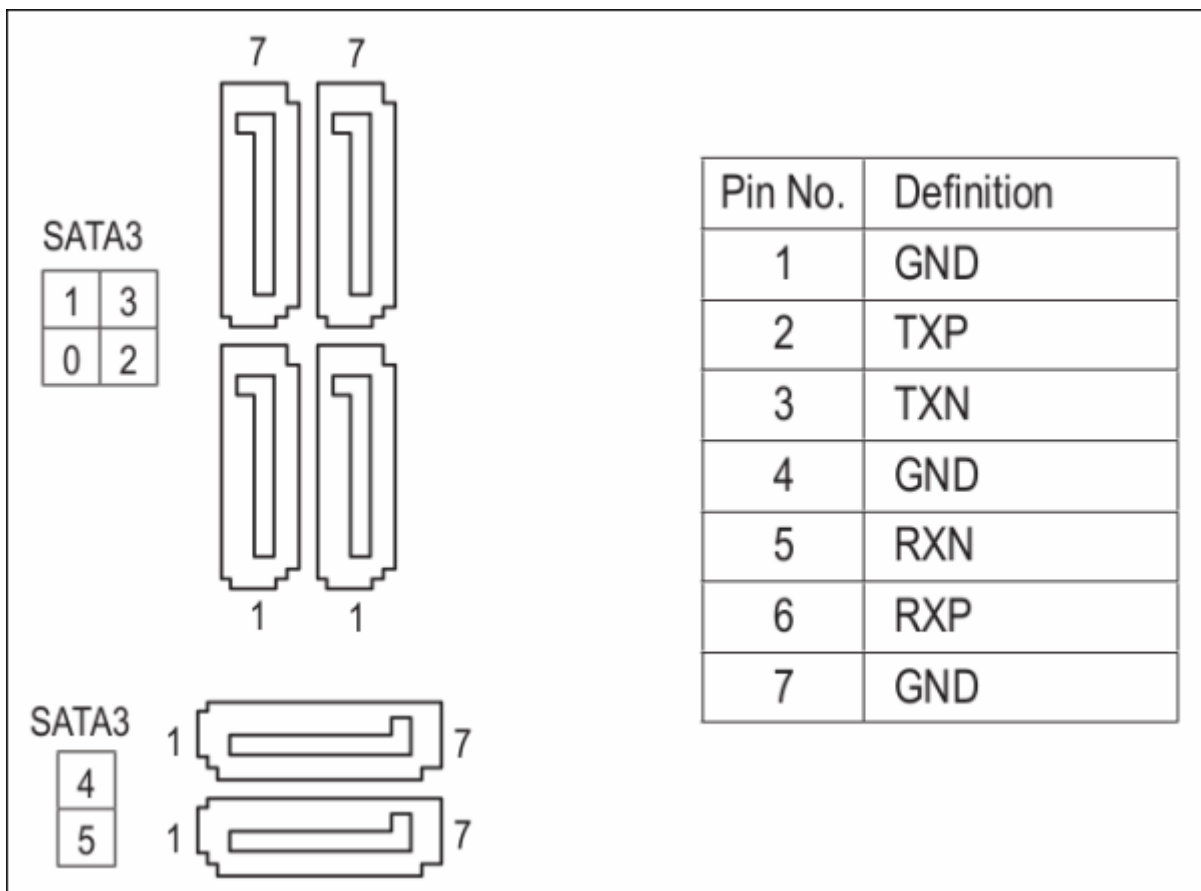 7 7
SATA3
1 3
0 2
1 1
SATA3
4
5
1 7
1 7
Pin No. Definition
1 GND
2 TXP
3 TXN
4 GND
5 RXN
6 RXP
7 GND